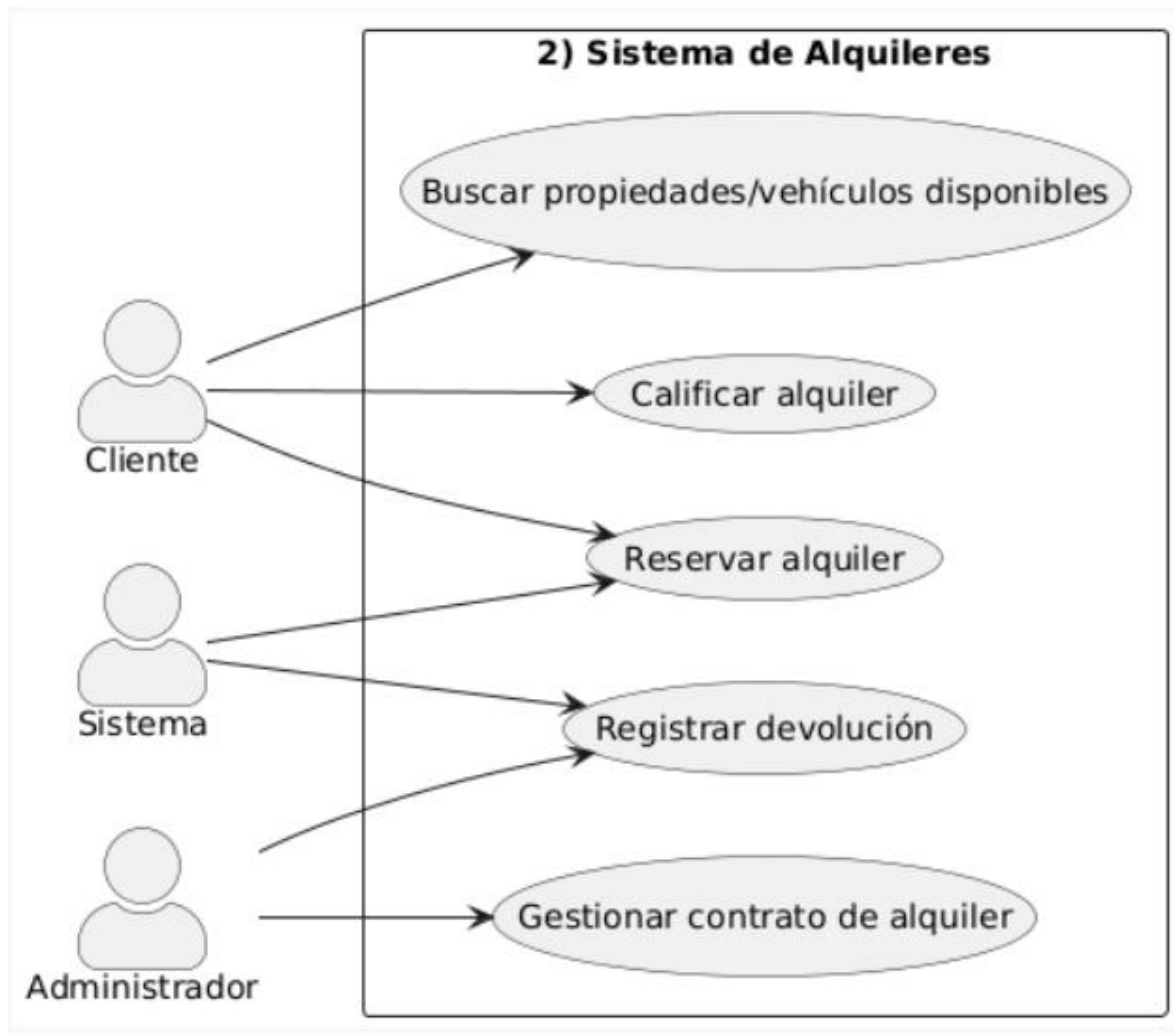 2) Sistema de Alquileres
Buscar propiedades/vehículos disponibles
Calificar alquiler
Cliente
Reservar alquiler
Sistema
Registrar devolución
Gestionar contrato de alquiler
Administrador